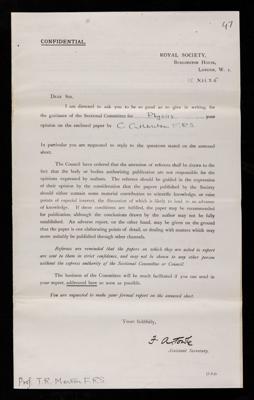 47
CONFIDENTIAL.
ROYAL SOCIETY,
BURLINGTON HOUSE,
LONDON, W. 1.
XII. 25
DEAR SIR,
I am directed to ask you to be so good as to give in writing, for
the guidance of the Sectional Committee for Physics your
opinion on the enclosed paper by F.R.S
In particular you are requested to reply to the questions stated on the annexed
sheet.
The Council have ordered that the attention of referees shall be drawn to the
fact that the body or bodies authorising publication are not responsible for the
opinions expressed by authors. The referee should be guided in the expression
of their opinion by the consideration that the papers published by the Society
should either contain some material contribution to scientific knowledge, or raise
points of especial interest, the discussion of which is likely to lead to an advance
of knowledge. If these conditions are fulfilled, the paper may be recommended
for publication, although the conclusions drawn by the author may not be fully
established. An adverse report, on the other hand, may be given on the ground
that the paper is one elaborating points of detail, or dealing with matters which may
more suitably be published through other channels.
Referees are reminded that the papers on which they are asked to report
are sent to them in strict confidence, and may not be shown to any other person
without the express authority of the Sectional Committee or Council.
The business of the Committee will be much facilitated if you can send in
your report, addressed here as soon as possible.
You are requested to make your formal report on the annexed sheet.
Yours faithfully,
F. A. Towle
Assistant Secretary.
Prof. T. R. Merton F.R.S.